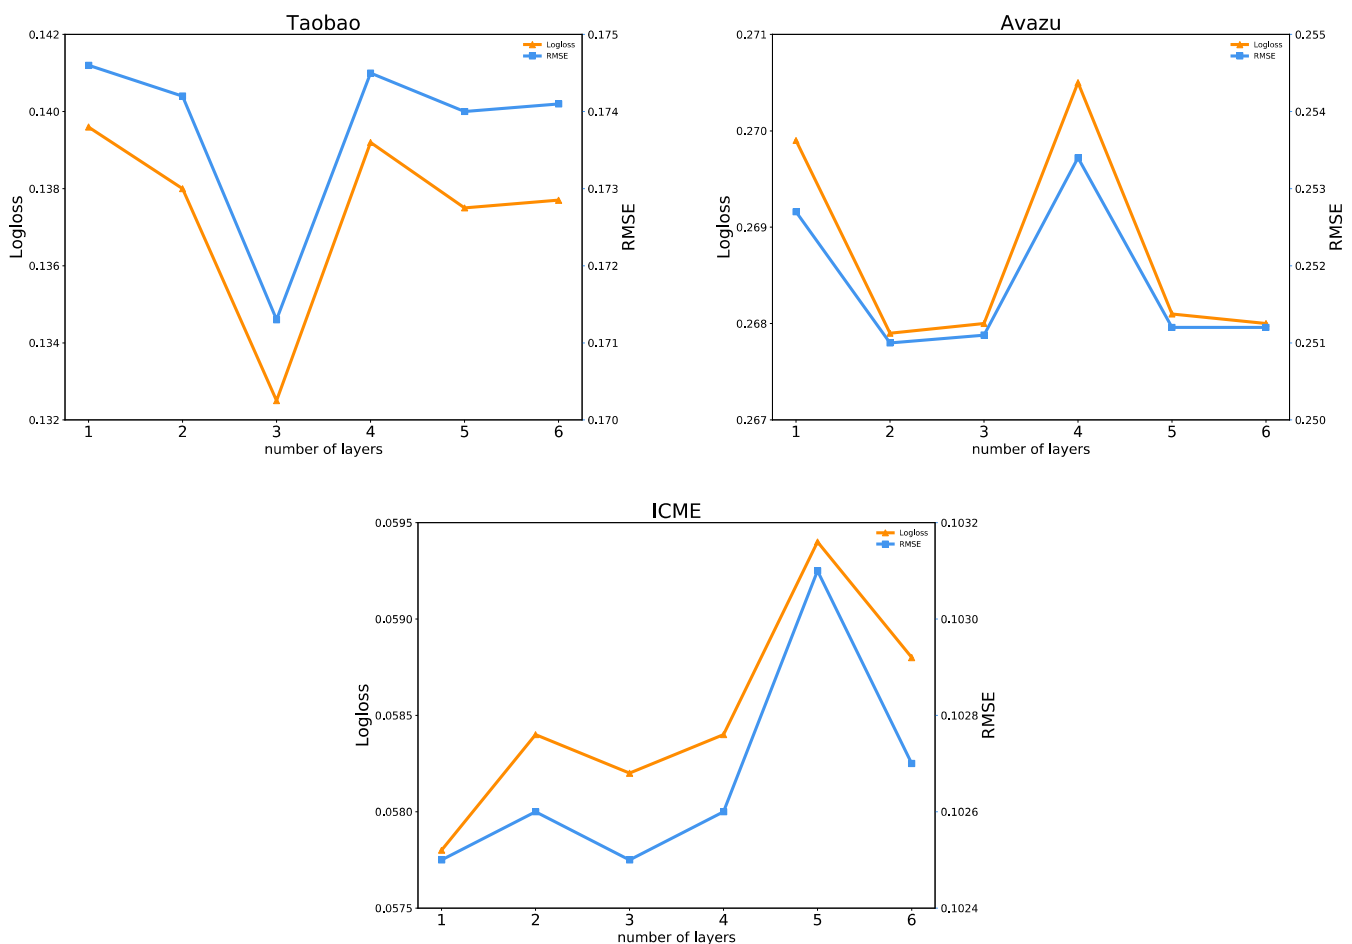 Taobao
Logloss
RMSE
0.142
0.140
0.138
0.136
0.134
0.132
Logloss
0.175
0.174
0.173
0.172
0.171
0.170
RMSE
1 2 3 4 5 6
number of layers
Avazu
Logloss
RMSE
0.271
0.270
0.269
0.268
0.267
Logloss
0.255
0.254
0.253
0.252
0.251
0.250
RMSE
1 2 3 4 5 6
number of layers
ICME
Logloss
RMSE
0.0595
0.0590
0.0585
0.0580
0.0575
Logloss
0.1032
0.1030
0.1028
0.1026
0.1024
RMSE
1 2 3 4 5 6
number of layers